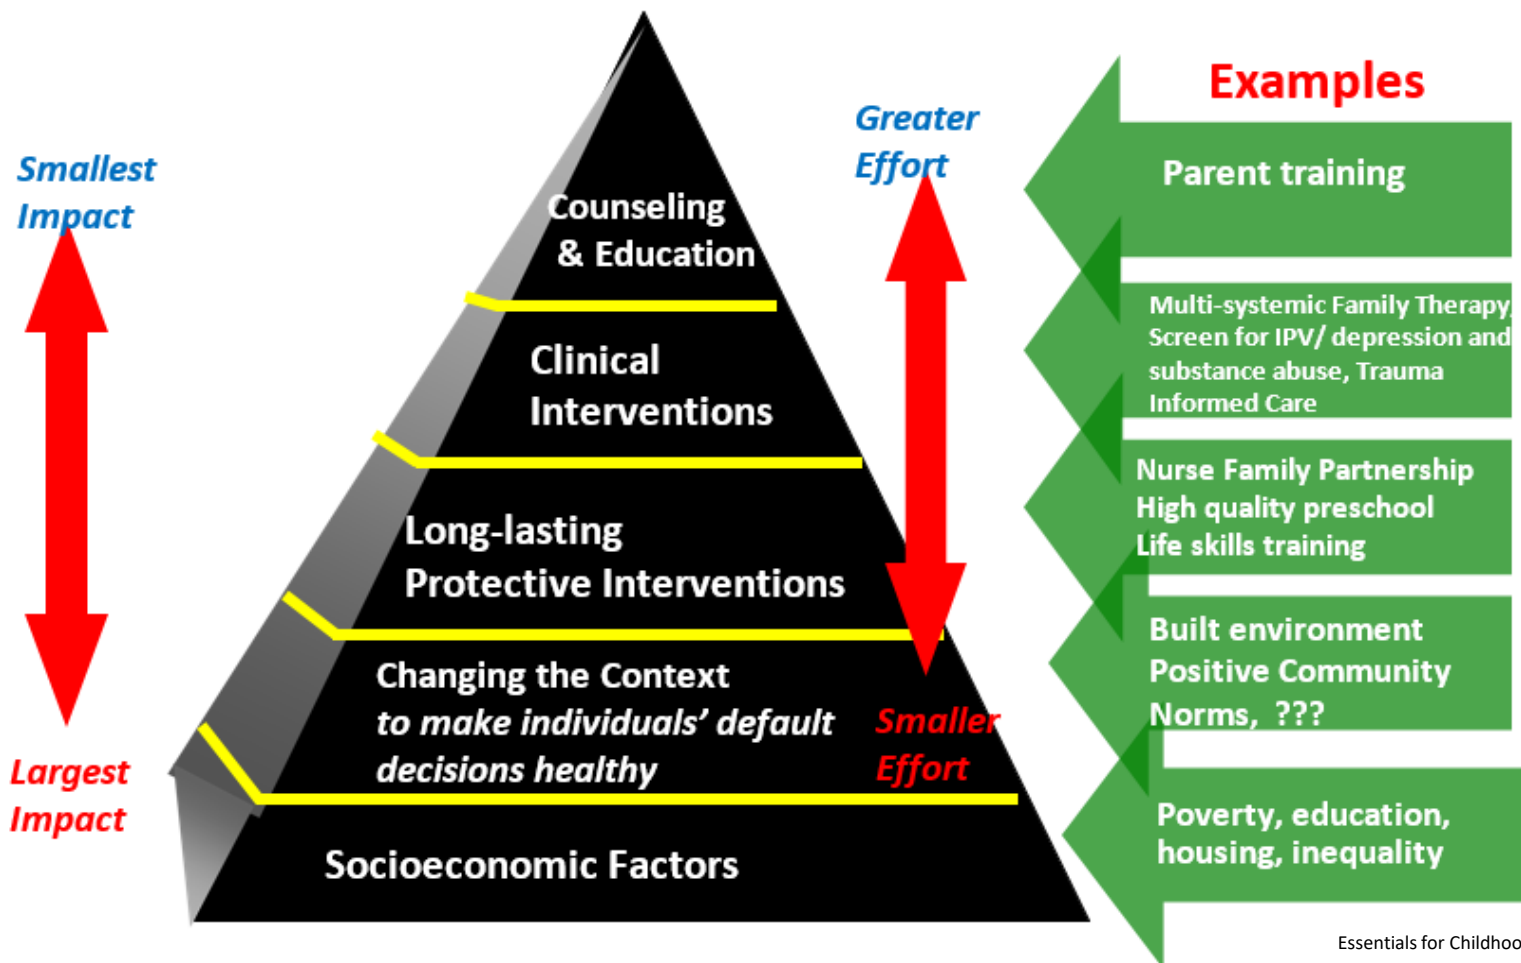 Examples
Smallest
Impact
Largest
Impact
Greater
Effort
Smaller
Effort
Counseling
& Education
Clinical
Interventions
Long-lasting
Protective Interventions
Changing the Context
to make individuals’ default
decisions healthy
Socioeconomic Factors
Parent training
Multi-systemic Family Therapy,
Screen for IPV/ depression and
substance abuse, Trauma
Informed Care
Nurse Family Partnership
High quality preschool
Life skills training
Built environment
Positive Community
Norms, ???
Poverty, education,
housing, inequality
Essentials for Childhoo